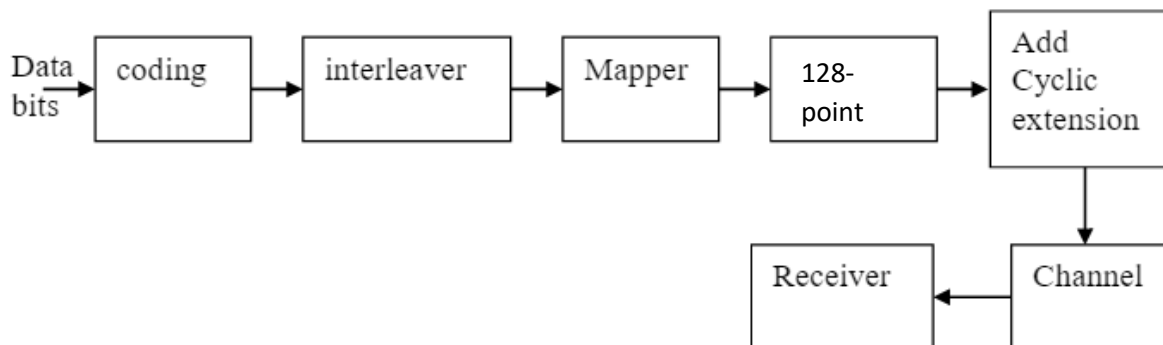 Data
bits
coding
interleaver
Mapper
128-
point
Add
Cyclic
extension
Receiver
Channel